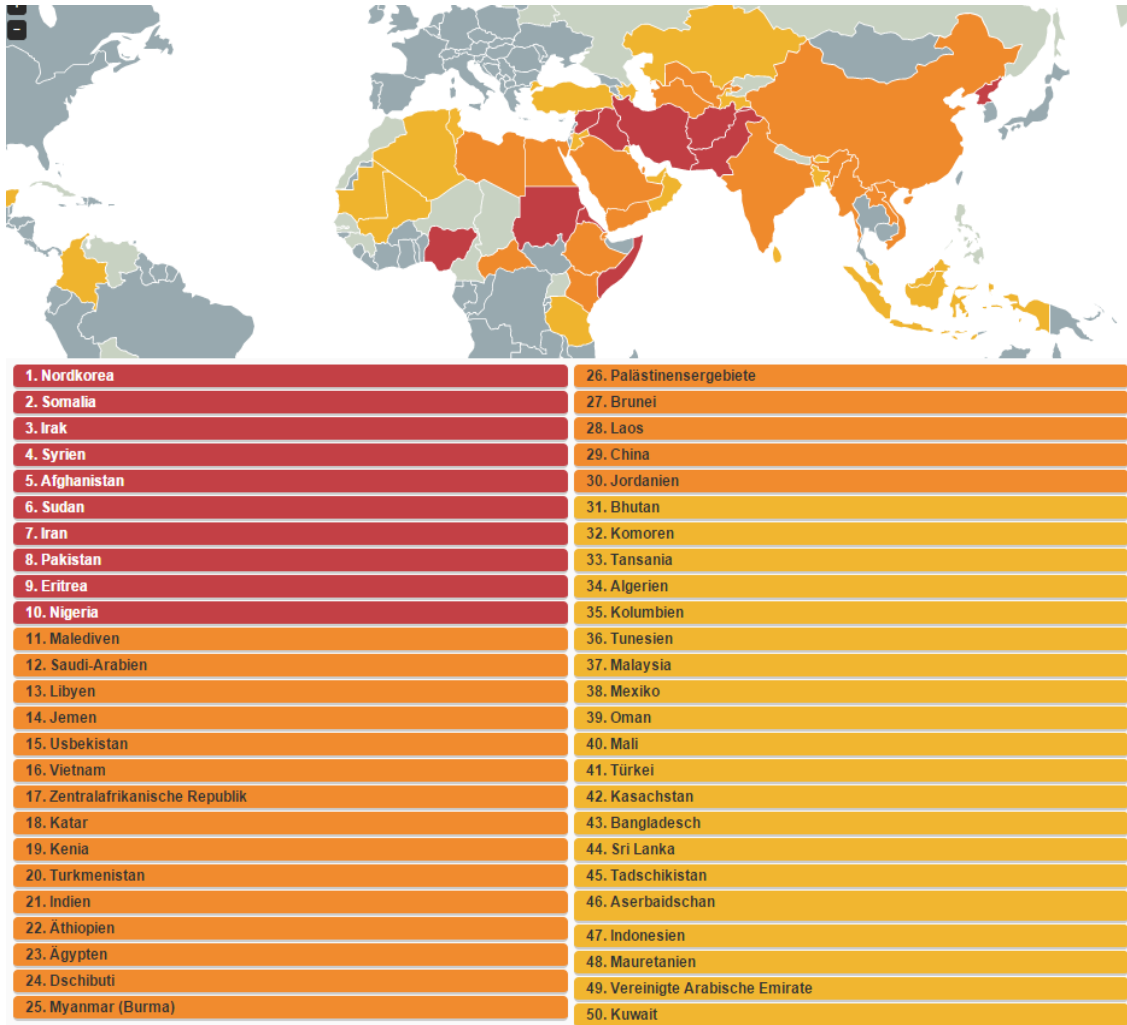 −
1. Nordkorea
2. Somalia
3. Irak
4. Syrien
5. Afghanistan
6. Sudan
7. Iran
8. Pakistan
9. Eritrea
10. Nigeria
11. Malediven
12. Saudi-Arabien
13. Libyen
14. Jemen
15. Usbekistan
16. Vietnam
17. Zentralafrikanische Republik
18. Katar
19. Kenia
20. Turkmenistan
21. Indien
22. Äthiopien
23. Ägypten
24. Dschibuti
25. Myanmar (Burma)
26. Palästinensergebiete
27. Brunei
28. Laos
29. China
30. Jordanien
31. Bhutan
32. Komoren
33. Tansania
34. Algerien
35. Kolumbien
36. Tunesien
37. Malaysia
38. Mexiko
39. Oman
40. Mali
41. Türkei
42. Kasachstan
43. Bangladesch
44. Sri Lanka
45. Tadschikistan
46. Aserbaidschan
47. Indonesien
48. Mauretanien
49. Vereinigte Arabische Emirate
50. Kuwait